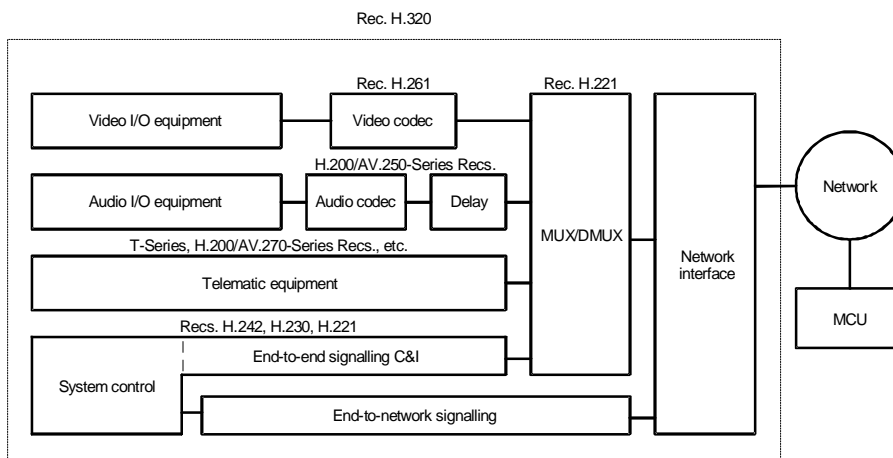 Rec. H.320
Rec. H.261
Rec. H.221
Video I/O equipment
Video codec
H.200/AV.250-Series Recs.
Audio I/O equipment
Audio codec
Delay
Network
MUX/DMUX
T-Series, H.200/AV.270-Series Recs., etc.
Network
interface
Telematic equipment
MCU
Recs. H.242, H.230, H.221
End-to-end signalling C&I
System control
End-to-network signalling